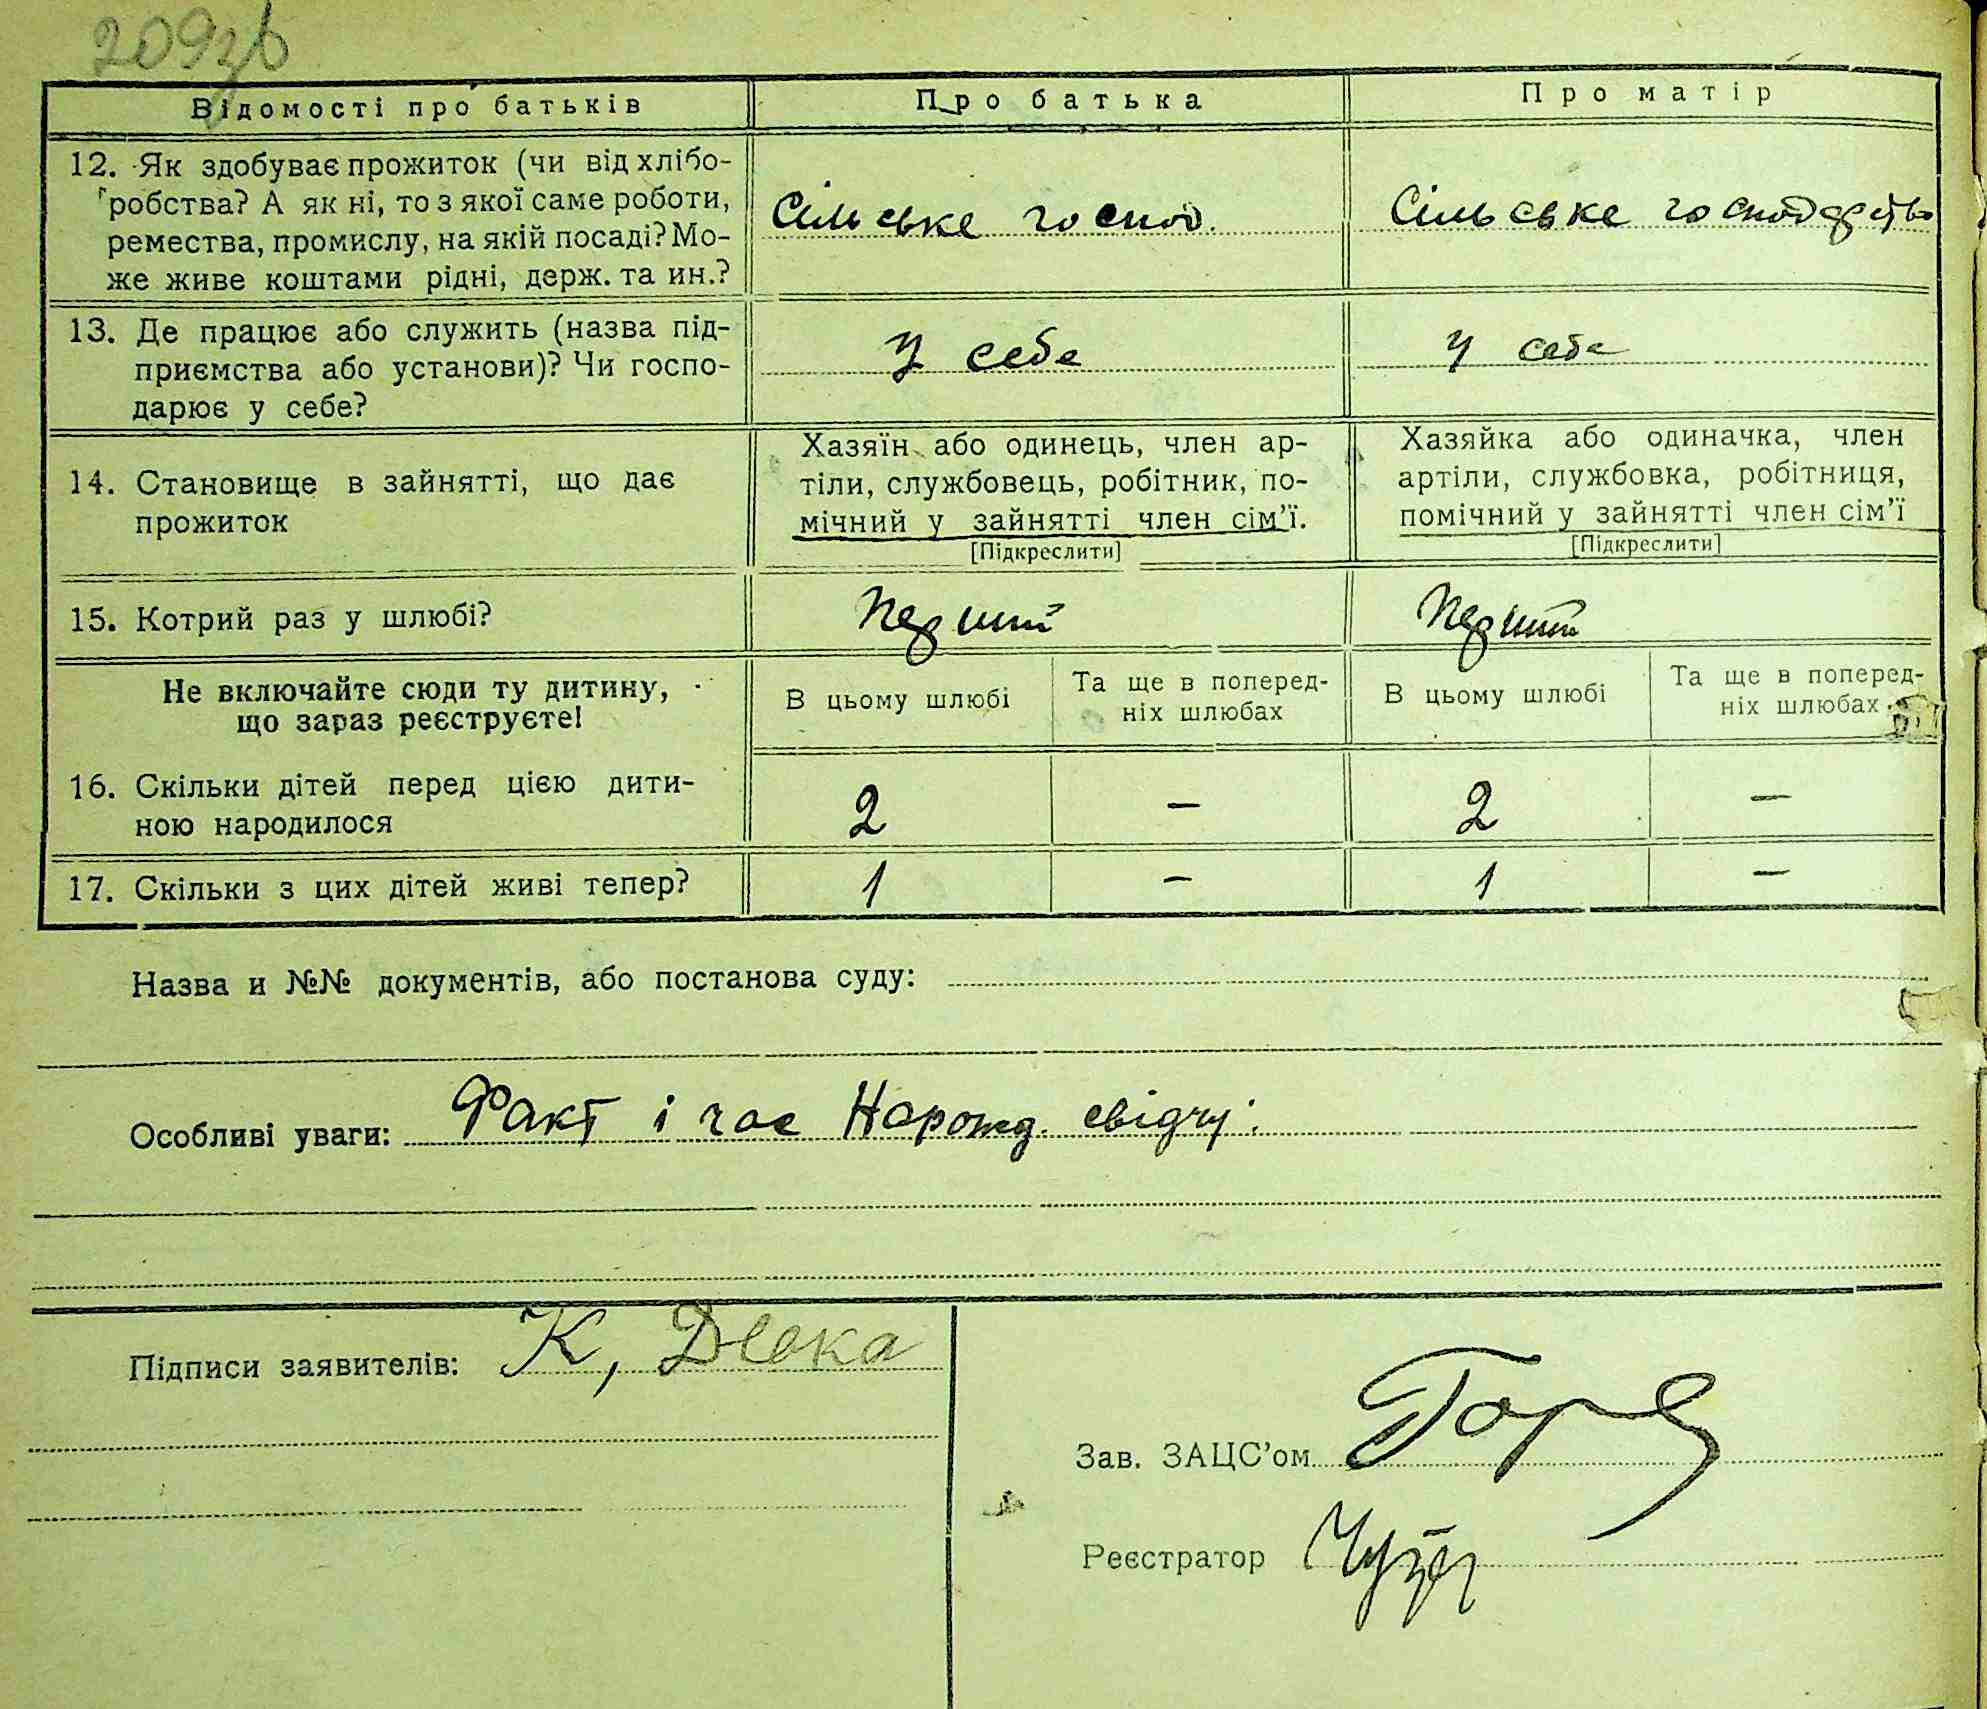 209зв
Відомості про батьків
Про батька
Про матір
12. Як здобуває прожиток (чи від хлібо-
робства? А як ні, то з якої саме роботи,
ремества, промислу, на якій посаді? Мо-
же живе коштами рідні, держ. та ин.?
Сільське господ.
Сільське господарство
13. Де працює або служить (назва під-
приємства або установи)? Чи госпо-
дарює у себе?
У себе
У себе
14. Становище в зайнятті, що дає
прожиток
Хазяїн або одинець, член ар-
тіли, службовець, робітник, по-
мічний у зайнятті член сім'ї.
[Підкреслити]
Хазяйка або одиначка, член
артіли, службовка, робітниця,
помічний у зайнятті член сім'ї
[Підкреслити]
15. Котрий раз у шлюбі?
Перший
Перший
Не включайте сюди ту дитину,
що зараз реєструєте!
В цьому шлюбі
Та ще в поперед-
ніх шлюбах
В цьому шлюбі
Та ще в поперед-
ніх шлюбах
16. Скільки дітей перед цією дити-
ною народилося
2 – 2 –
17. Скільки з цих дітей живі тепер?
1 – 1 –
Назва и №№ документів, або постанова суду:
Особливі уваги: Факт і час Нарожд. свідчу.
Підписи заявителів: К, Девка
Зав. ЗАЦС'ом
Реєстратор